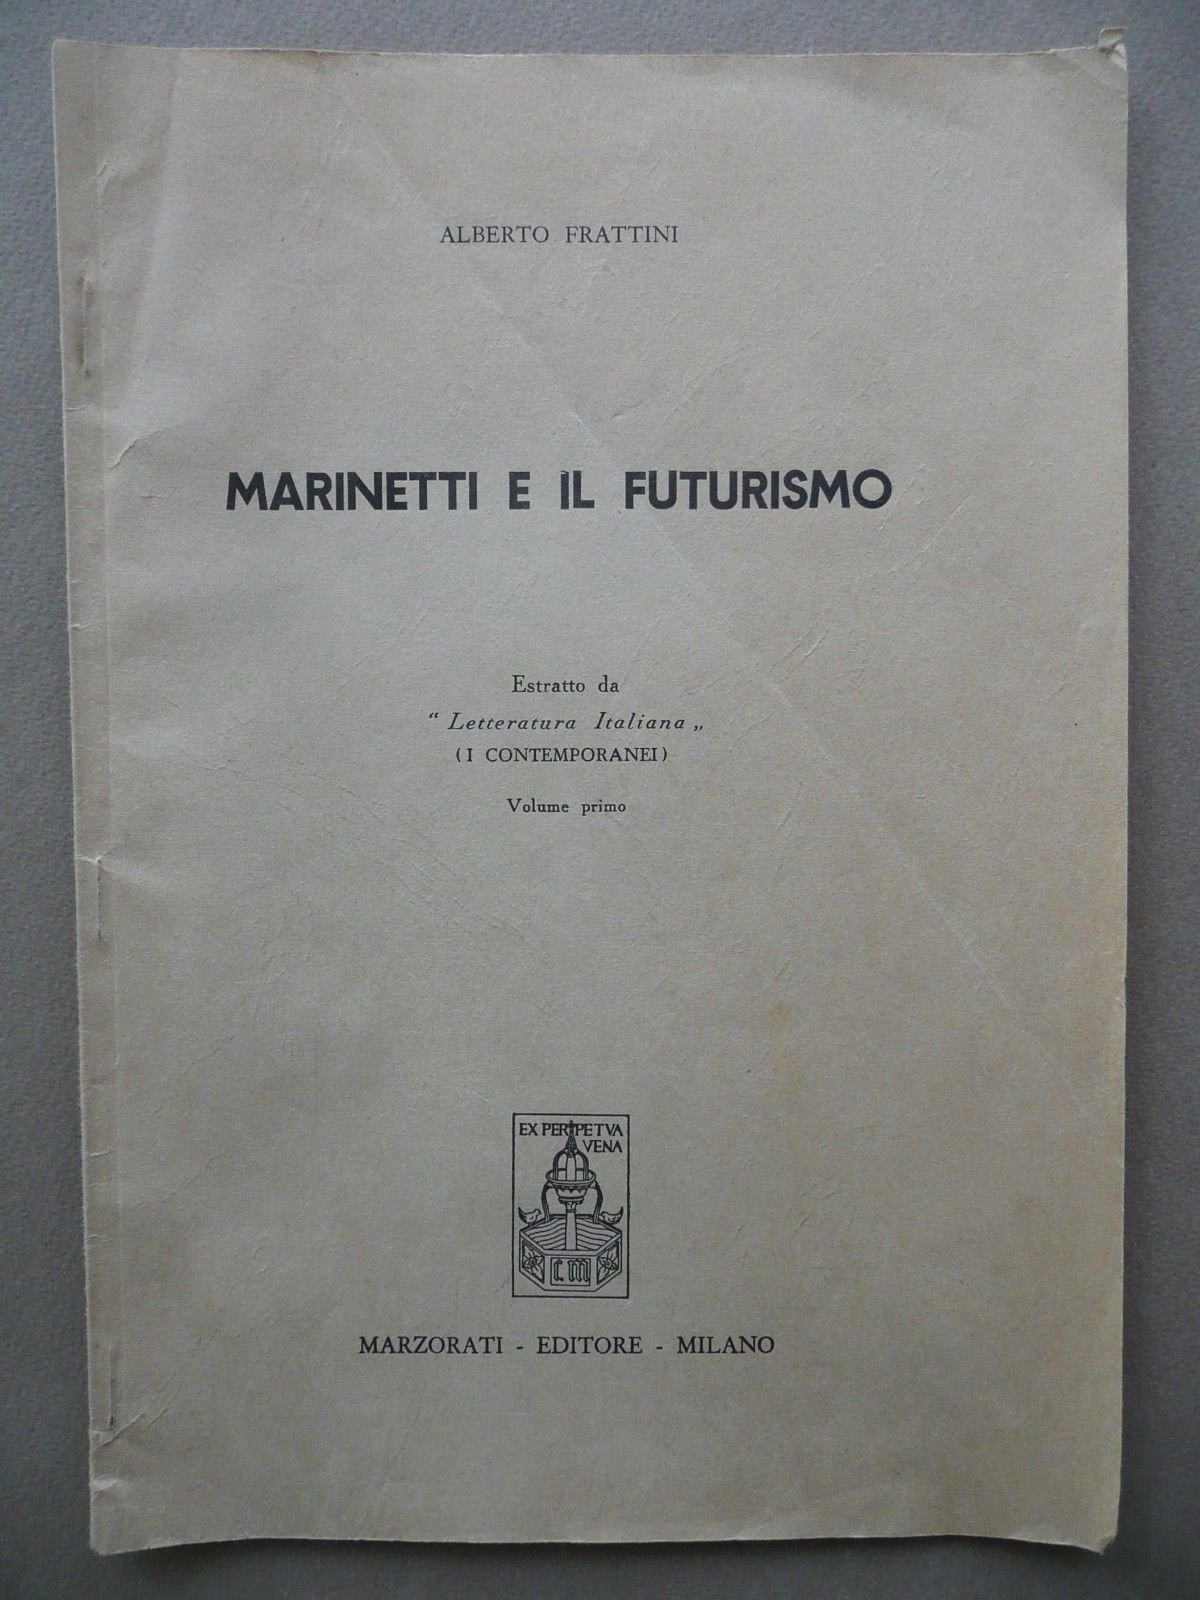 ALBERTO FRATTINI
MARINETTI E IL FUTURISMO
Estratto da
“ Letteratura Italiana „
(I CONTEMPORANEI)
Volume primo
EX PERPETVA
VENA
C M
MARZORATI - EDITORE - MILANO